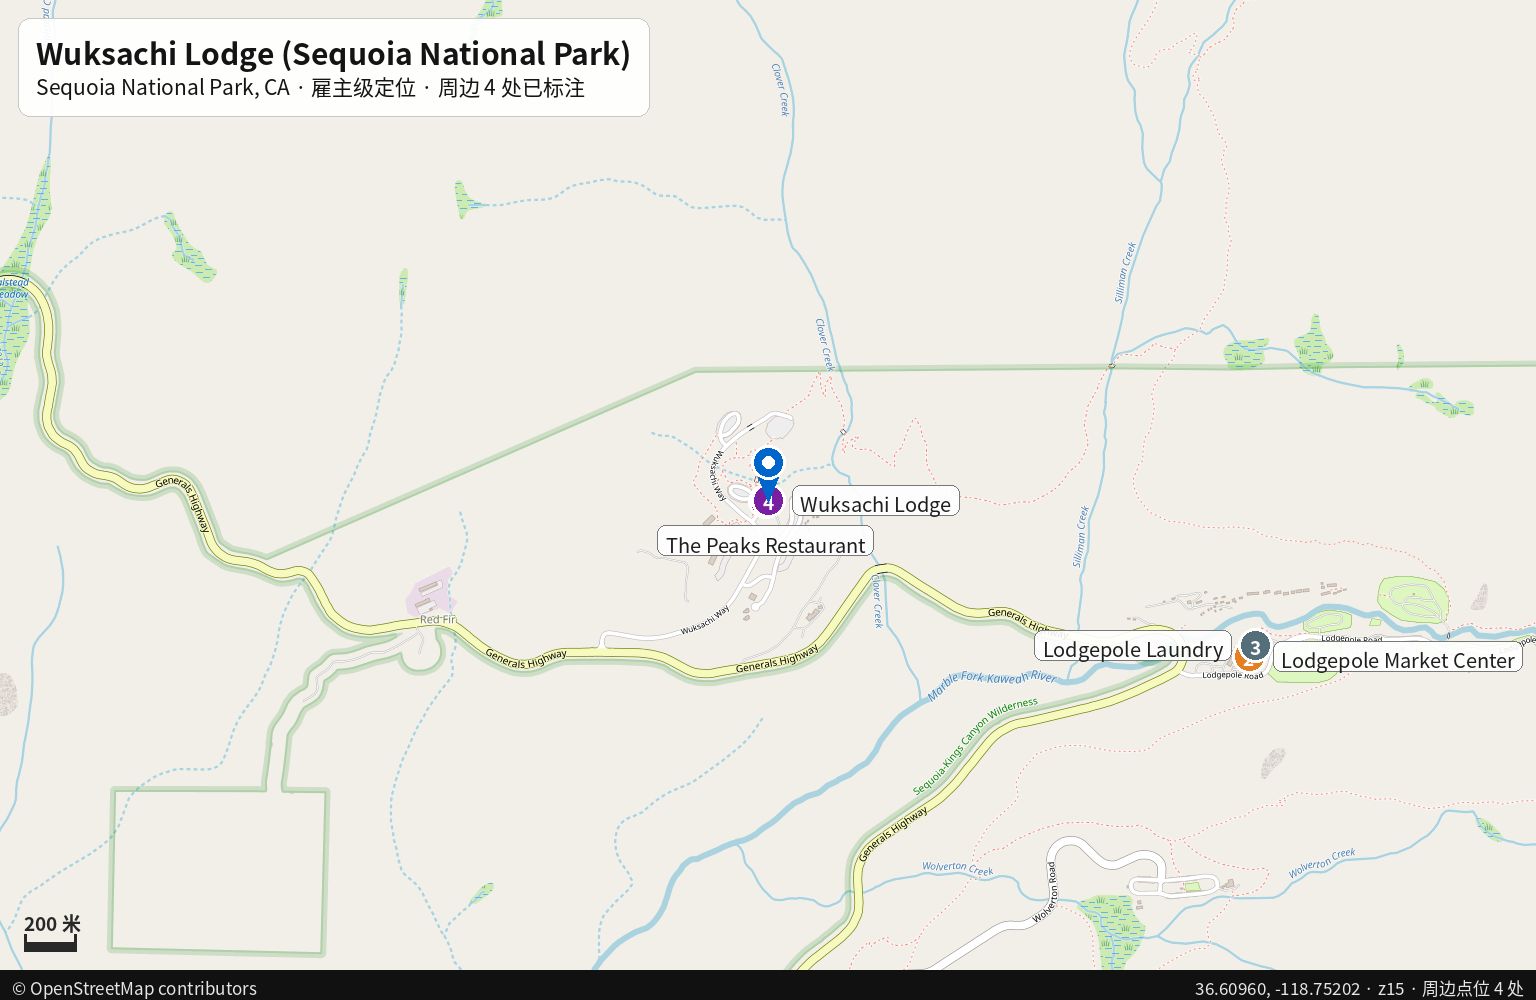 Wuksachi Lodge (Sequoia National Park)
Sequoia National Park, CA · 雇主级定位 · 周边 4 处已标注
Clover Creek
Silliman Creek
Clover Creek
Generals Highway
Wuksachi Way
Wuksachi Way
4
Wuksachi Lodge
The Peaks Restaurant
Silliman Creek
Clover Creek
Red Fir
Wuksachi Way
Generals Highway
Generals Highway
Generals Highway
Lodgepole Road
Lodgepole Laundry
3
Lodgepole Market Center
Lodgepole Road
Marble Fork Kaweah River
Sequoia-Kings Canyon Wilderness
Generals Highway
Wolverton Creek
Wolverton Creek
Wolverton Road
200 米
© OpenStreetMap contributors
36.60960, -118.75202 · z15 · 周边点位 4 处